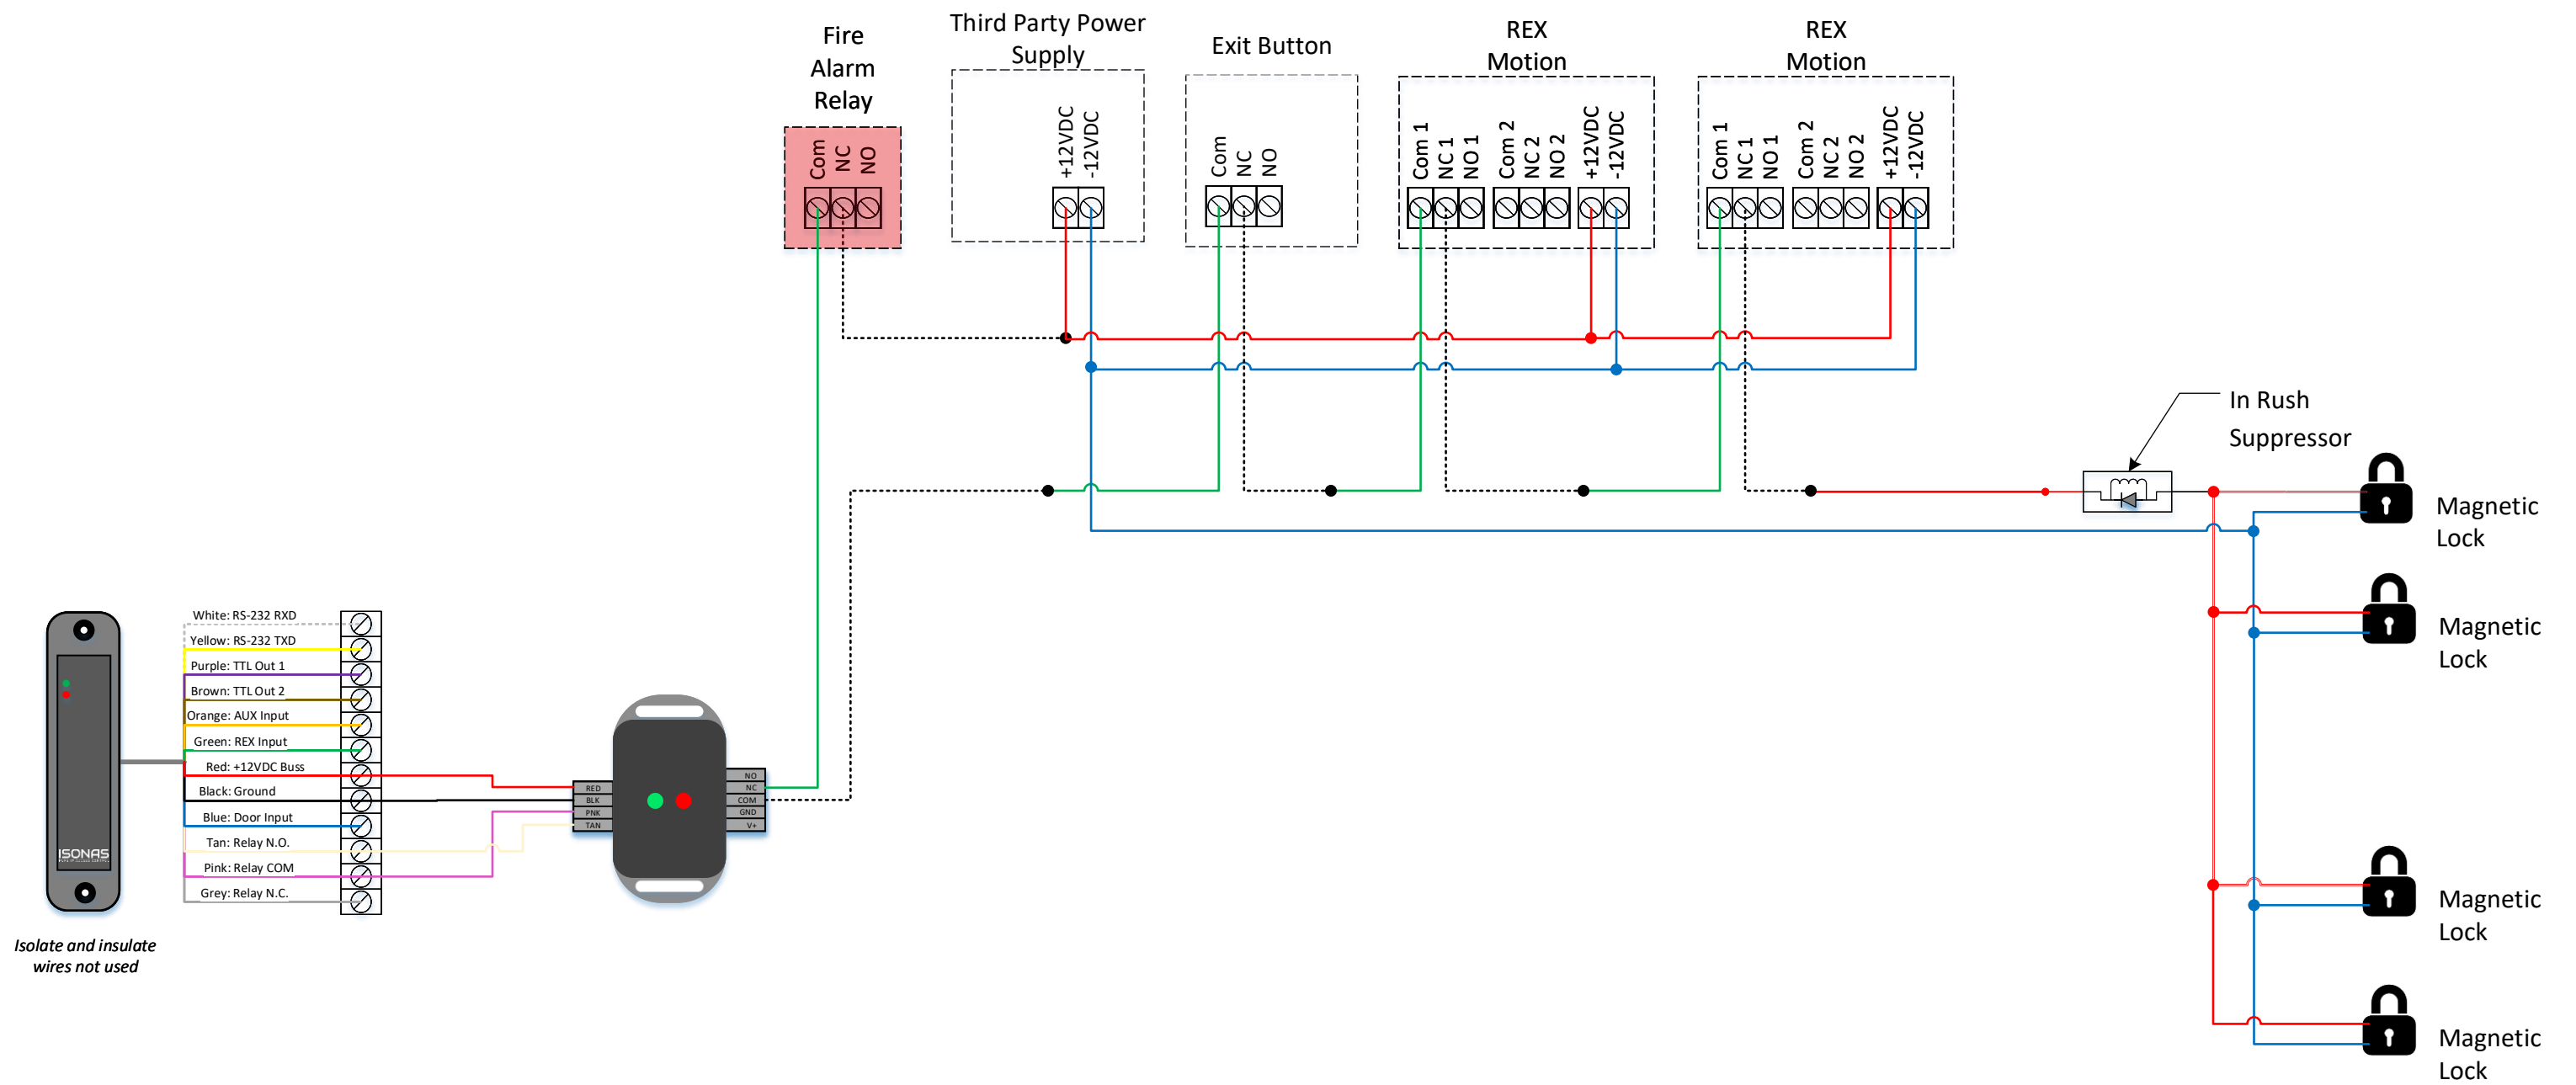 Fire
Alarm
Relay
Com
NC
NO
Third Party Power
Supply
+12VDC
-12VDC
Exit Button
Com
NC
NO
REX
Motion
Com 1
NC 1
NO 1
Com 2
NC 2
NO 2
+12VDC
-12VDC
REX
Motion
Com 1
NC 1
NO 1
Com 2
NC 2
NO 2
+12VDC
-12VDC
In Rush
Suppressor
Magnetic
Lock
Magnetic
Lock
Magnetic
Lock
Magnetic
Lock
White: RS-232 RXD
Yellow: RS-232 TXD
Purple: TTL Out 1
Brown: TTL Out 2
Orange: AUX Input
Green: REX Input
Red: +12VDC Buss
Black: Ground
Blue: Door Input
Tan: Relay N.O.
Pink: Relay COM
Grey: Relay N.C.
ISONAS
Isolate and insulate
wires not used
RED
BLK
PNK
TAN
NO
NC
COM
GND
V+